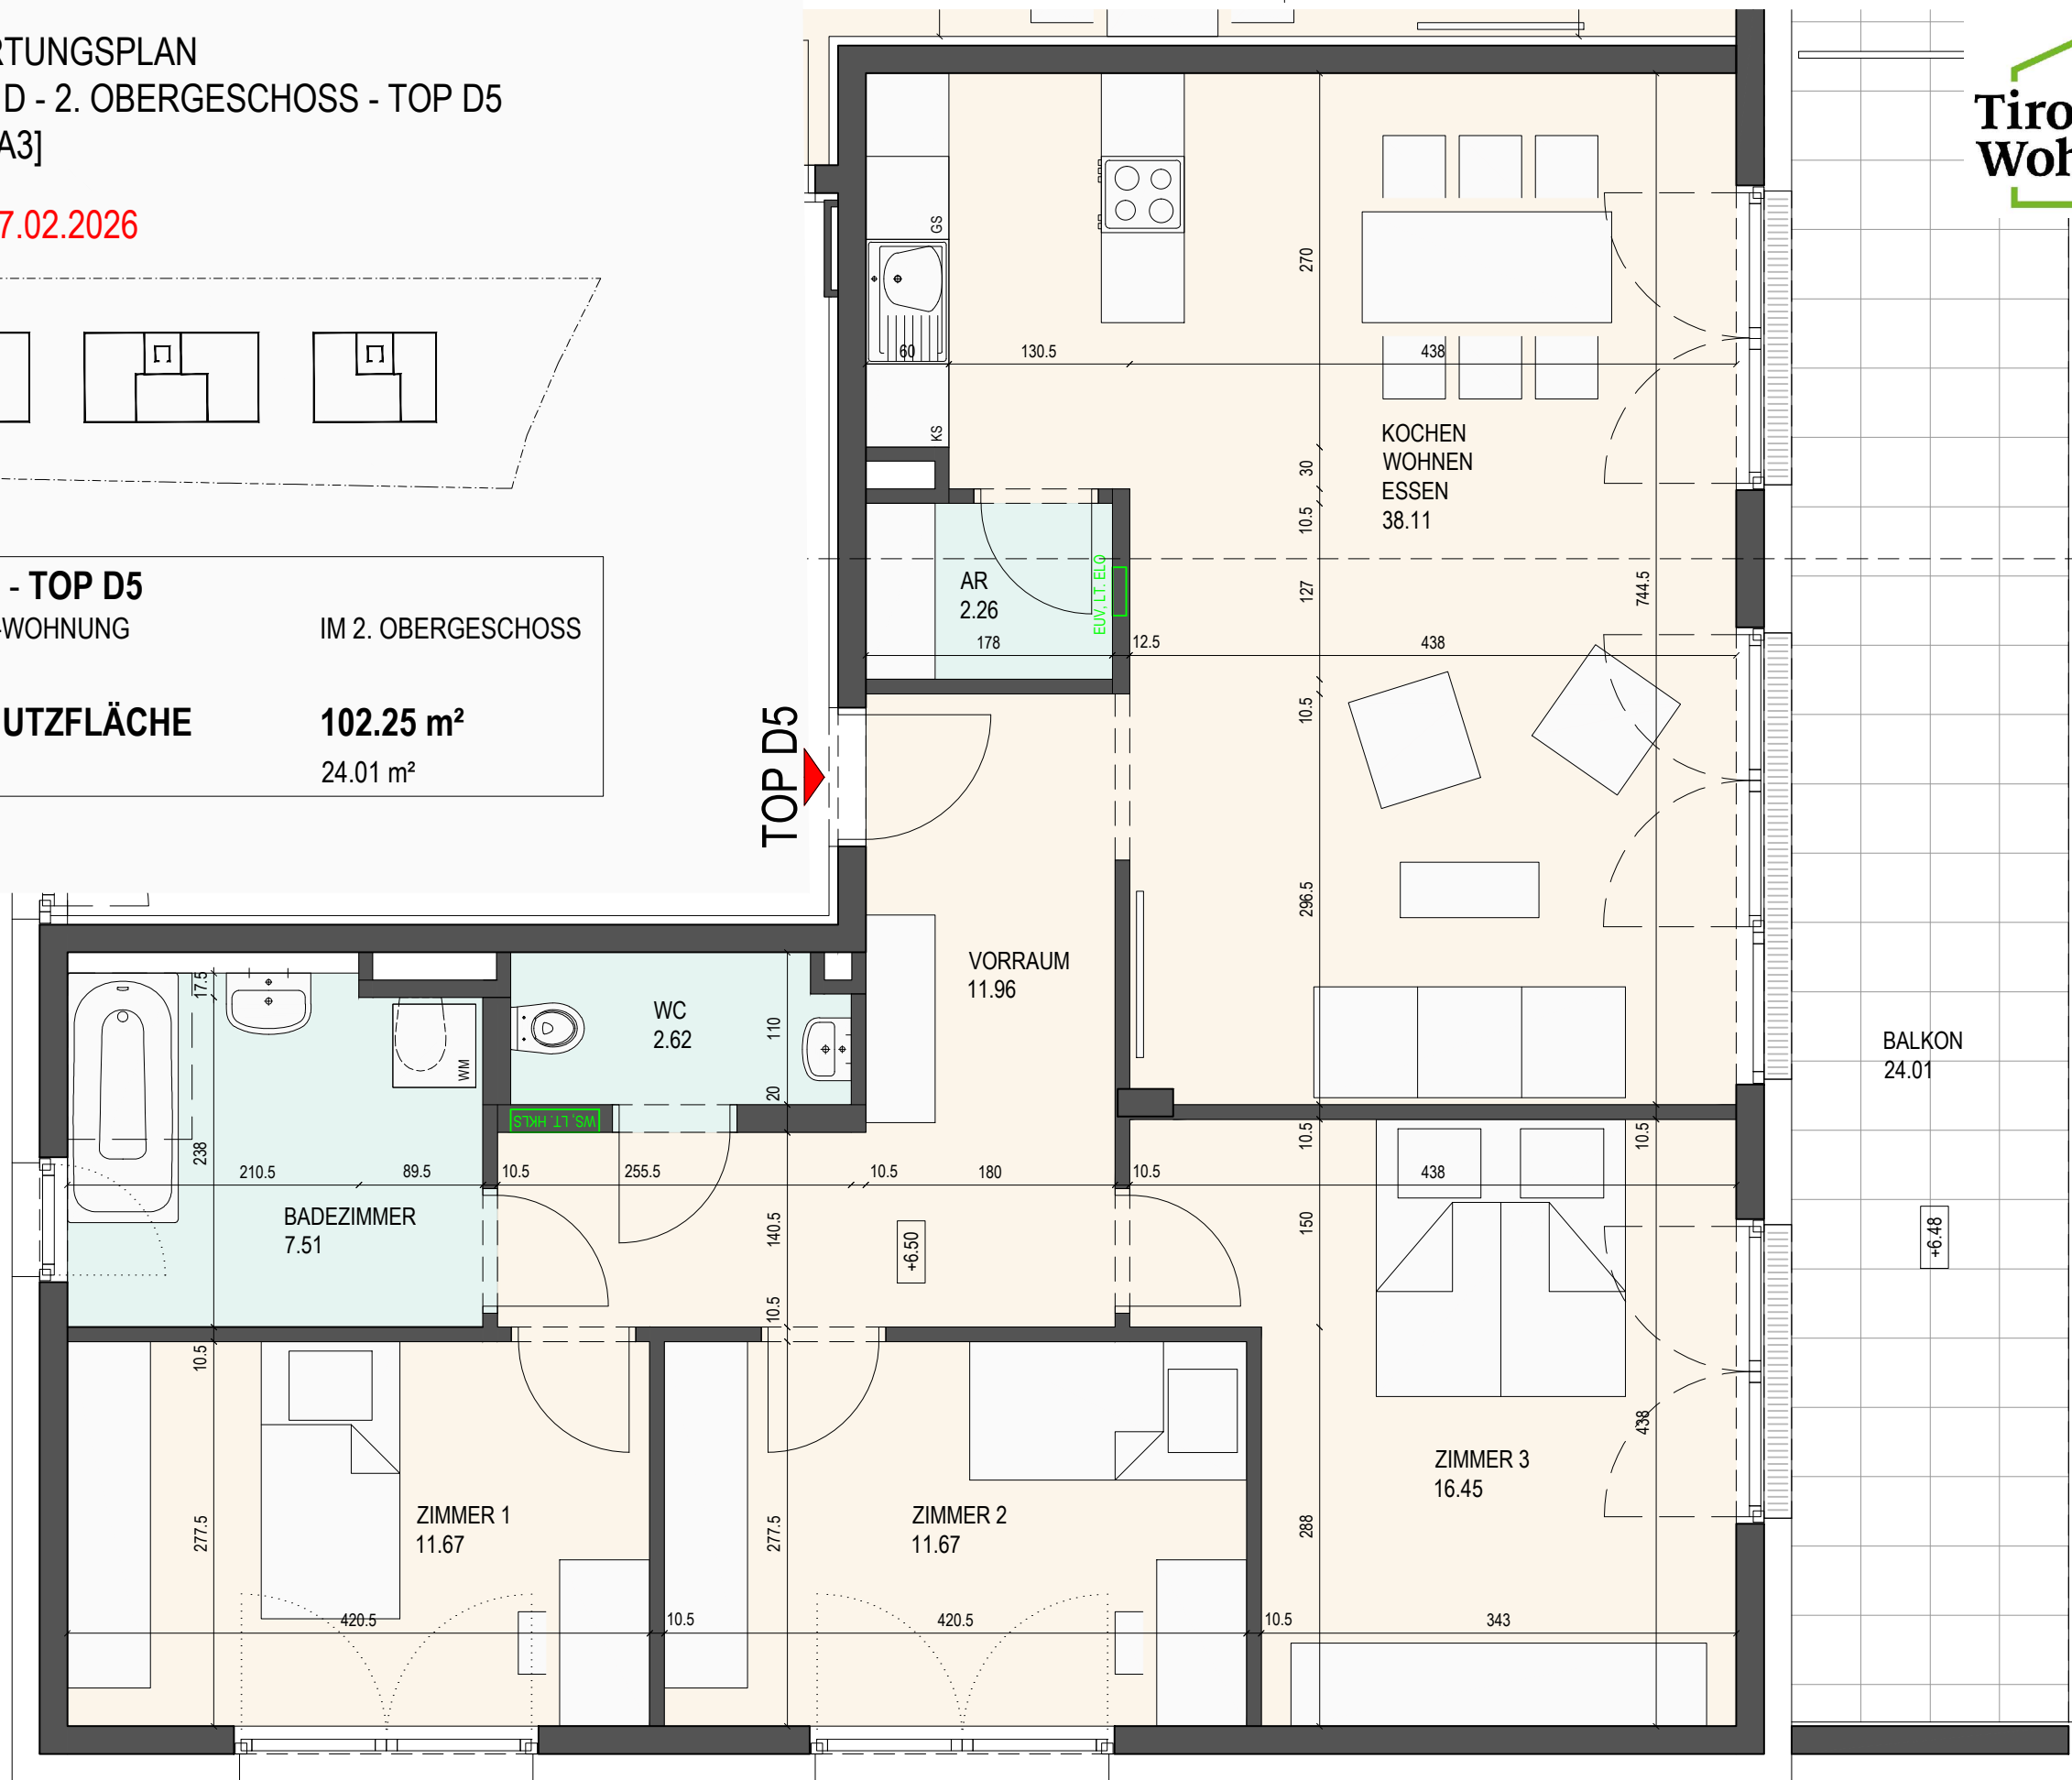 RTUNGSPLAN
D - 2. OBERGESCHOSS - TOP D5
A3]
7.02.2026
- TOP D5
-WOHNUNG IM 2. OBERGESCHOSS
UTZFLÄCHE 102.25 m²
24.01 m²
TOP D5
Tiro
Woh
GS
KS
270
60 130.5 438
KOCHEN
WOHNEN
ESSEN
38.11
30
10.5
127
744.5
AR
2.26
EUV, LT. ELO
178 12.5 438
10.5
296.5
VORRAUM
11.96
BALKON
24.01
+6.48
17.5
238
WM
WC
2.62
110
20
WS, LT. HKLS
210.5 89.5 10.5 255.5 10.5 180 10.5 438
10.5
10.5
150
BADEZIMMER
7.51
140.5
+6.50
10.5
10.5
438
ZIMMER 3
16.45
ZIMMER 1
11.67
ZIMMER 2
11.67
277.5
277.5
288
420.5 10.5 420.5 10.5 343